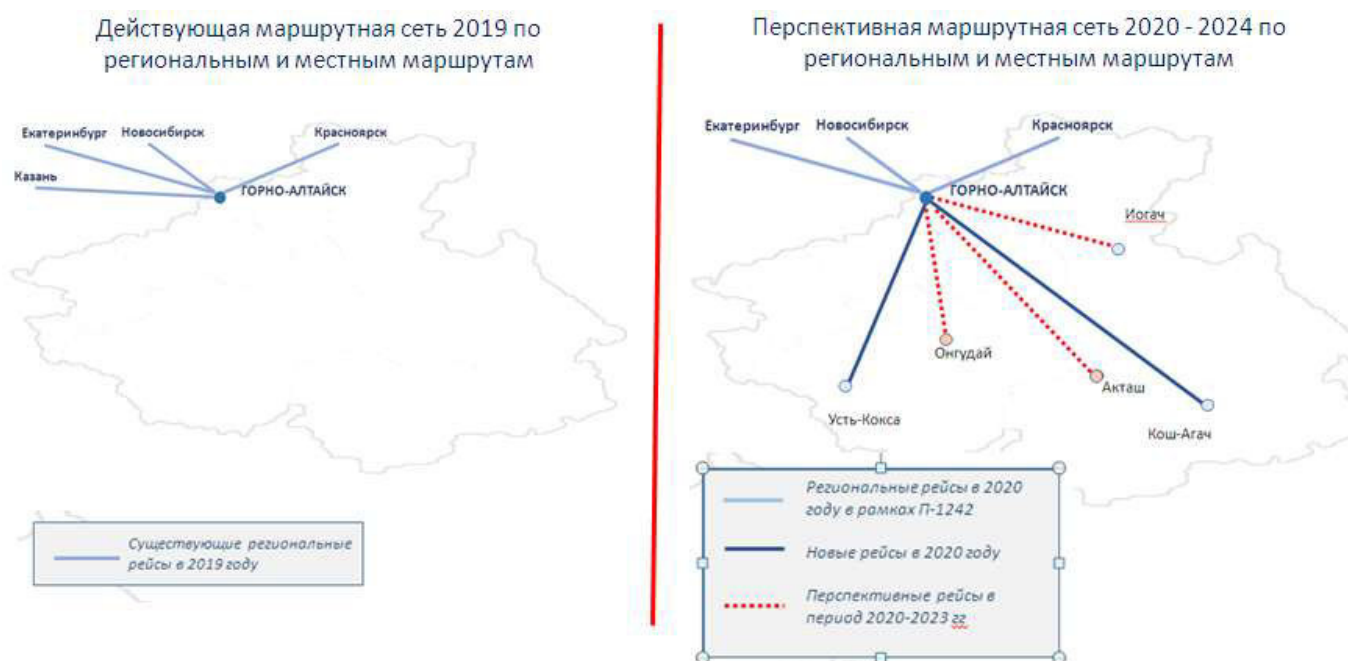 Действующая маршрутная сеть 2019 по
региональным и местным маршрутам
Екатеринбург
Новосибирск
Красноярск
Казань
ГОРНО-АЛТАЙСК
Существующие региональные
рейсы в 2019 году
Перспективная маршрутная сеть 2020 - 2024 по
региональным и местным маршрутам
Екатеринбург
Новосибирск
Красноярск
ГОРНО-АЛТАЙСК
Иогач
Онгудай
Акташ
Усть-Кокса
Кош-Агач
Региональные рейсы в 2020
году в рамках П-1242
Новые рейсы в 2020 году
Перспективные рейсы в
период 2020-2023 гг